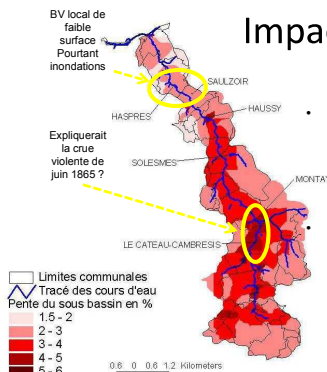 BV local de
faible
surface
Pourtant
inondations
Impac
SAULZOIR
HASPRES
HAUSSY
Expliquerait
la crue
violente de
juin 1865 ?
SOLESMES
MONTAY
LE CATEAU-CAMBRESIS
Limites communales
Tracé des cours d'eau
Pente du sous bassin en %
1.5 - 2
2 - 3
3 - 4
4 - 5
5 - 6
0.6 0 0.6 1.2 Kilometers